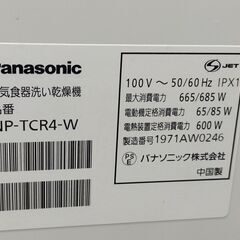 Panasonic
気食器洗い乾燥機
品番
NP-TCR4-W
S JET
100 V ～ 50/60 Hz IPX1
最大消費電力 665/685 W
電動機定格消費電力 65/85 W
電熱装置定格消費電力 600 W
製造番号 1971AW0246
PS E パナソニック株式会社
中国製